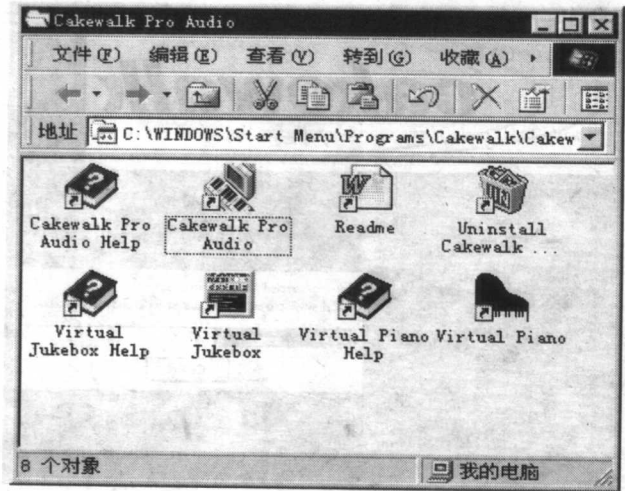 Cakewalk Pro Audio
文件(F) 编辑(E) 查看(V) 转到(G) 收藏(A)
地址 C:\WINDOWS\Start Menu\Programs\Cakewalk\Cakew
Cakewalk Pro Audio Help
Cakewalk Pro Audio
Readme
Uninstall Cakewalk ...
Virtual Jukebox Help
Virtual Jukebox
Virtual Piano Help
Virtual Piano
8 个对象
我的电脑